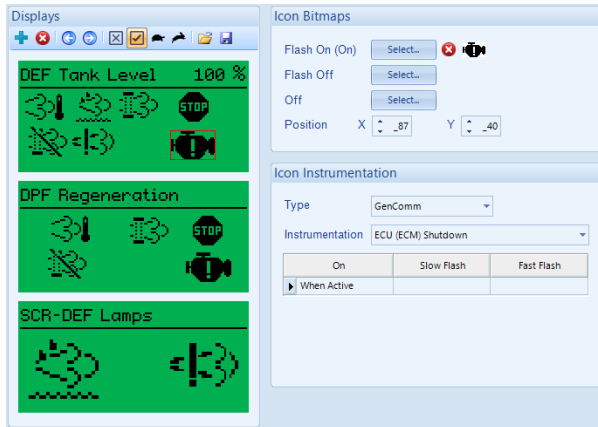 Displays
DEF Tank Level 100 %
STOP
DPF Regeneration
STOP
SCR-DEF Lamps
Icon Bitmaps
Flash On (On) Select...
Flash Off Select...
Off Select...
Position X _87 Y _40
Icon Instrumentation
Type GenComm
Instrumentation ECU (ECM) Shutdown
On Slow Flash Fast Flash
When Active